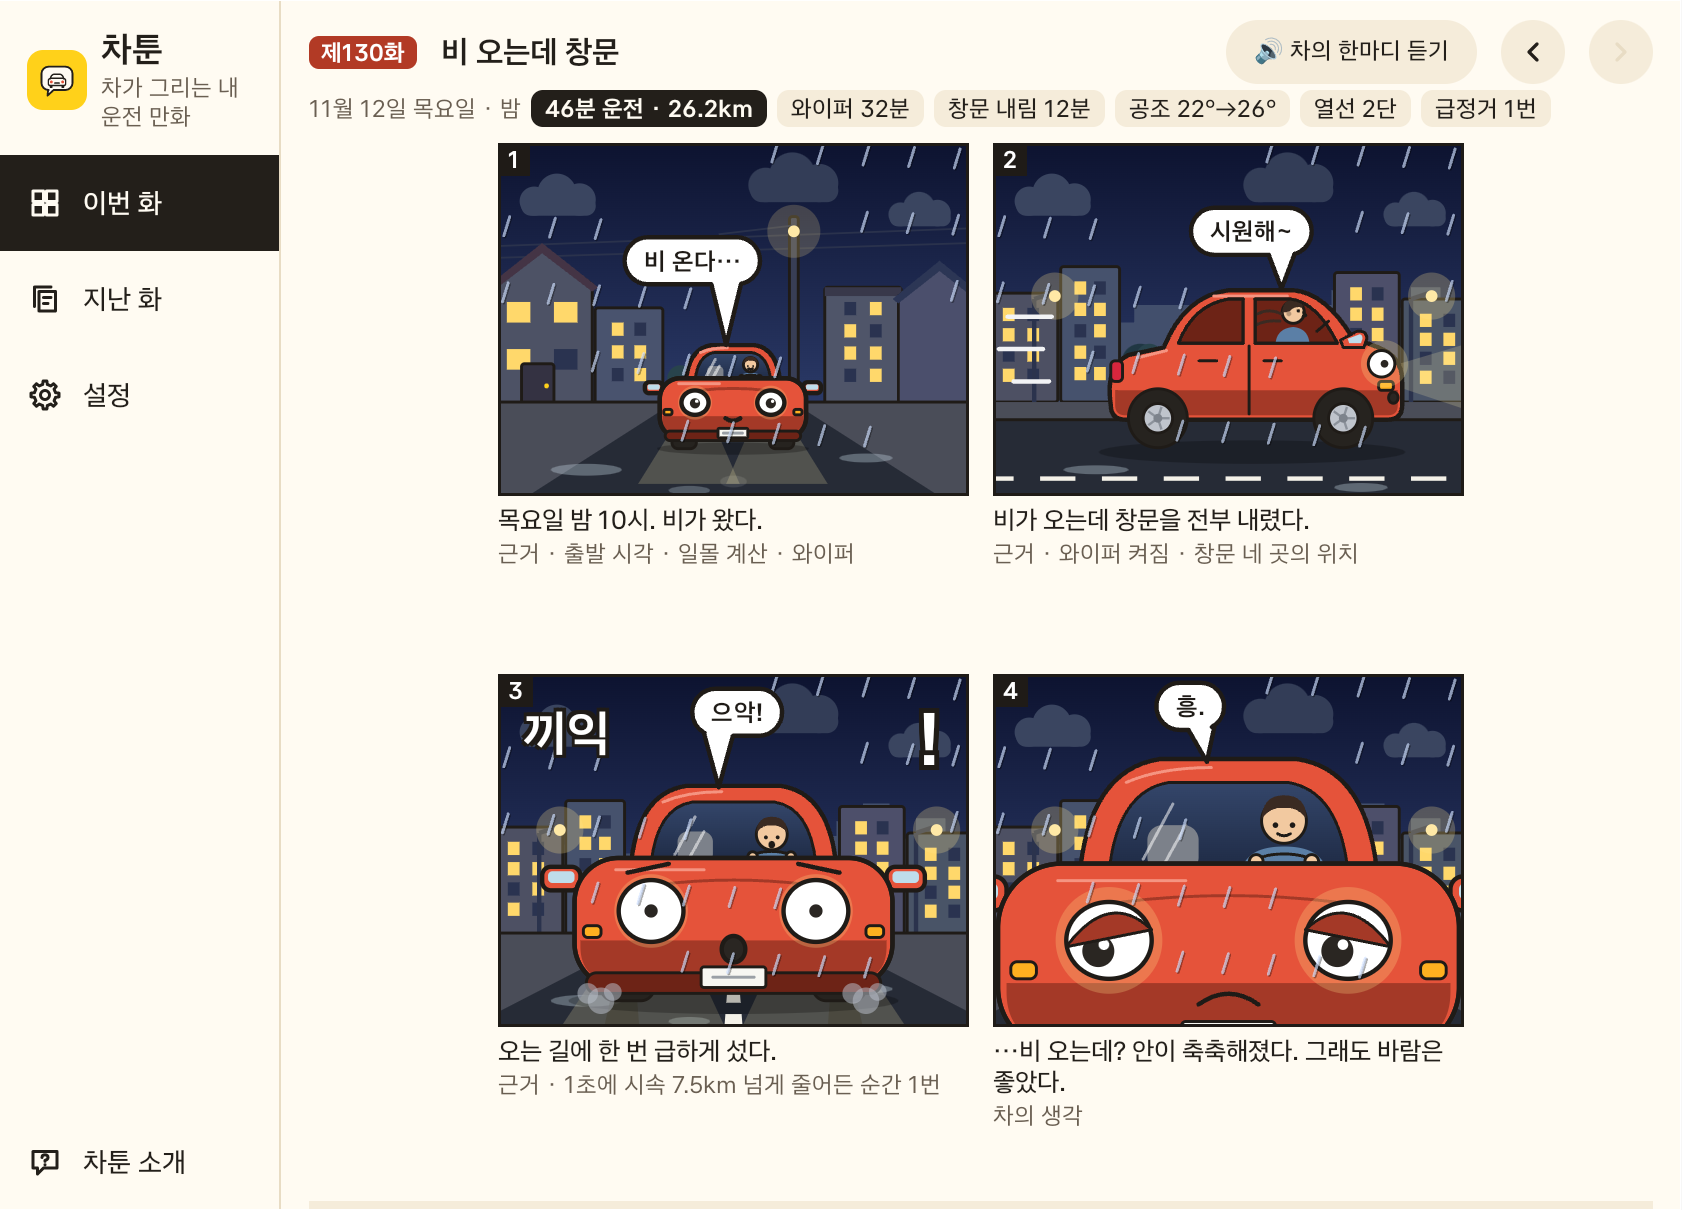 차툰
차가 그리는 내
운전 만화
이번 화
지난 화
설정
차툰 소개
제130화 비 오는데 창문
차의 한마디 듣기
11월 12일 목요일 · 밤 46분 운전 · 26.2km 와이퍼 32분 창문 내림 12분 공조 22°→26° 열선 2단 급정거 1번
1
비 온다···
목요일 밤 10시. 비가 왔다.
근거 · 출발 시각 · 일몰 계산 · 와이퍼
2
시원해~
비가 오는데 창문을 전부 내렸다.
근거 · 와이퍼 켜짐 · 창문 네 곳의 위치
3
끼익
으악!
!
오는 길에 한 번 급하게 섰다.
근거 · 1초에 시속 7.5km 넘게 줄어든 순간 1번
4
흥.
···비 오는데? 안이 축축해졌다. 그래도 바람은
좋았다.
차의 생각